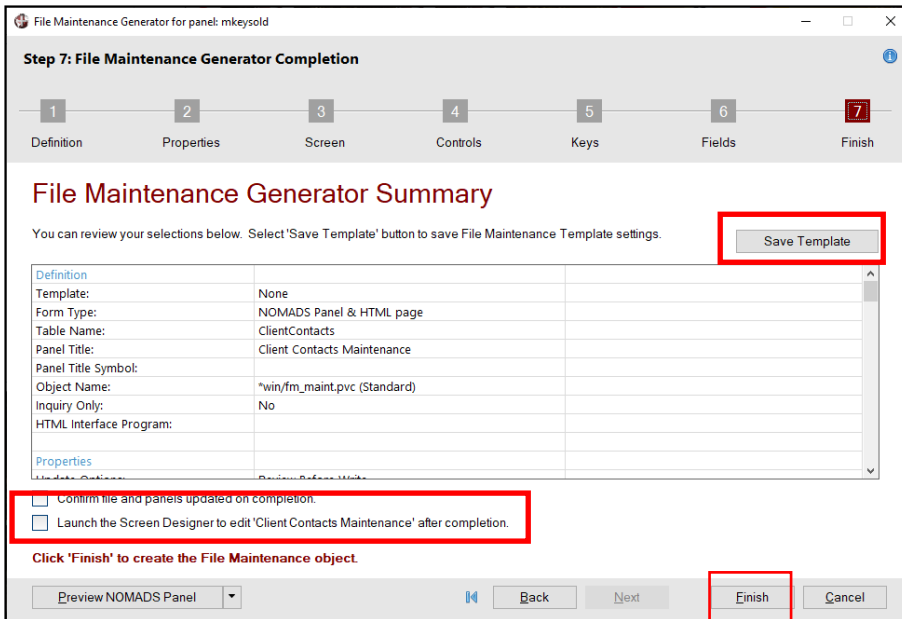 File Maintenance Generator for panel: mkeysold
Step 7: File Maintenance Generator Completion
1 2 3 4 5 6 7
Definition Properties Screen Controls Keys Fields Finish
File Maintenance Generator Summary
You can review your selections below. Select 'Save Template' button to save File Maintenance Template settings.
Save Template
Definition
Template: None
Form Type: NOMADS Panel & HTML page
Table Name: ClientContacts
Panel Title: Client Contacts Maintenance
Panel Title Symbol:
Object Name: *win/fm_maint.pvc (Standard)
Inquiry Only: No
HTML Interface Program:
Properties
Update Options: Review Before Write
Confirm file and panels updated on completion.
Launch the Screen Designer to edit 'Client Contacts Maintenance' after completion.
Click 'Finish' to create the File Maintenance object.
Preview NOMADS Panel Back Next Finish Cancel